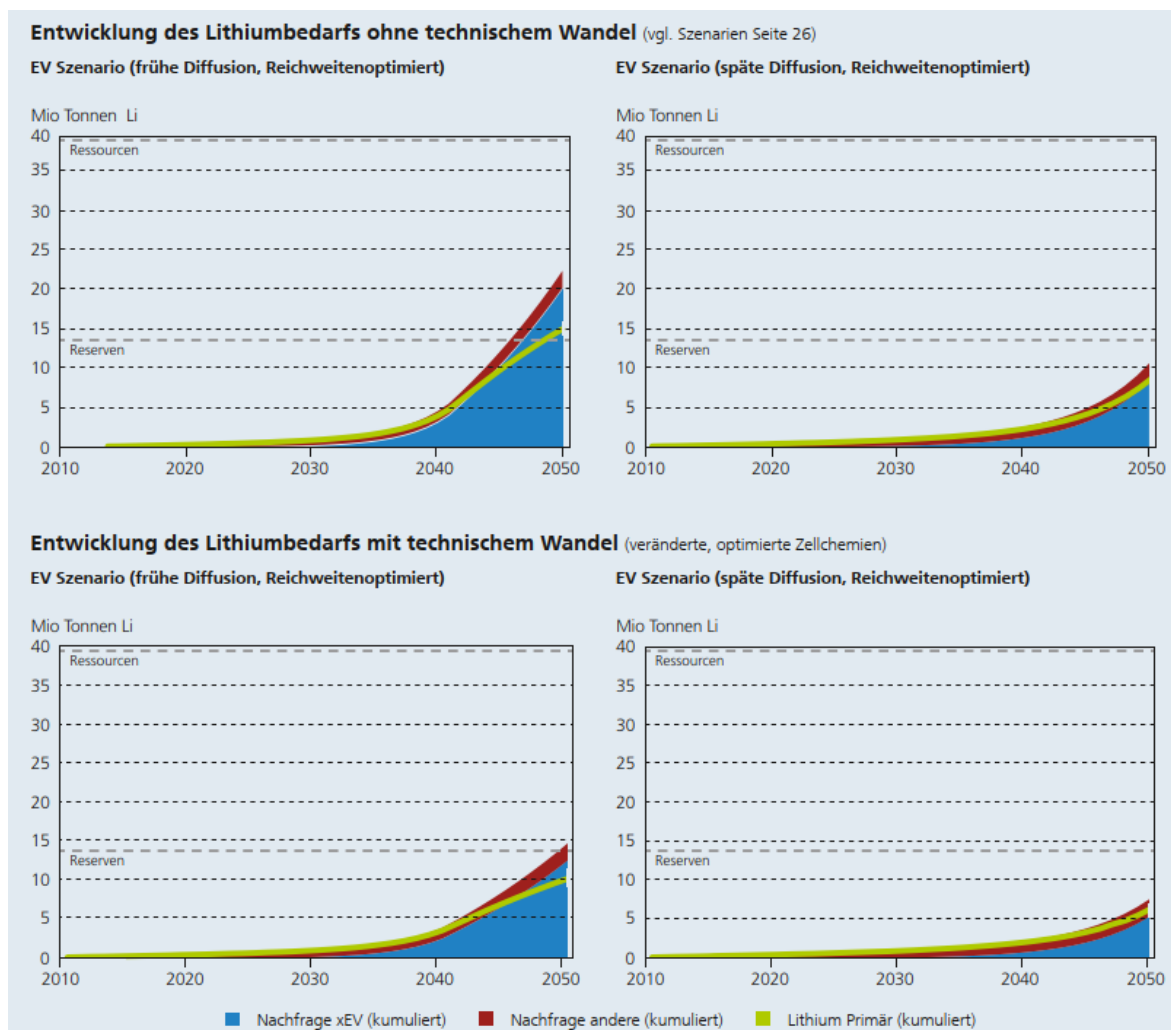 Entwicklung des Lithiumbedarfs ohne technischem Wandel (vgl. Szenarien Seite 26)
EV Szenario (frühe Diffusion, Reichweitenoptimiert)
Mio Tonnen Li
40
Ressourcen
35
30
25
20
15
Reserven
10
5
0
2010 2020 2030 2040 2050
EV Szenario (späte Diffusion, Reichweitenoptimiert)
Mio Tonnen Li
40
Ressourcen
35
30
25
20
15
Reserven
10
5
0
2010 2020 2030 2040 2050
Entwicklung des Lithiumbedarfs mit technischem Wandel (veränderte, optimierte Zellchemien)
EV Szenario (frühe Diffusion, Reichweitenoptimiert)
Mio Tonnen Li
40
Ressourcen
35
30
25
20
15
Reserven
10
5
0
2010 2020 2030 2040 2050
EV Szenario (späte Diffusion, Reichweitenoptimiert)
Mio Tonnen Li
40
Ressourcen
35
30
25
20
15
Reserven
10
5
0
2010 2020 2030 2040 2050
Nachfrage xEV (kumuliert) Nachfrage andere (kumuliert) Lithium Primär (kumuliert)